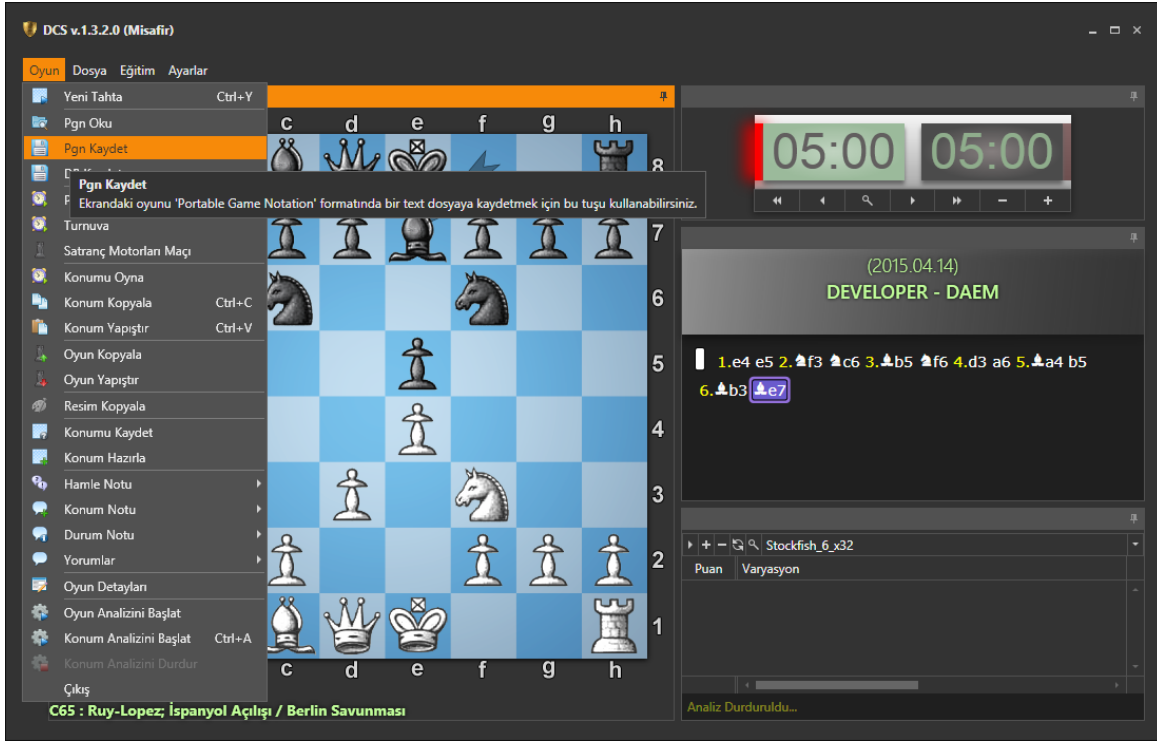 DCS v.1.3.2.0 (Misafir)
Oyun Dosya Eğitim Ayarlar
Yeni Tahta Ctrl+Y
Pgn Oku
Pgn Kaydet
Pgn Kaydet
Ekrandaki oyunu 'Portable Game Notation' formatında bir text dosyaya kaydetmek için bu tuşu kullanabilirsiniz.
Turnuva
Satranç Motorları Maçı
Konumu Oyna
Konum Kopyala Ctrl+C
Konum Yapıştır Ctrl+V
Oyun Kopyala
Oyun Yapıştır
Resim Kopyala
Konumu Kaydet
Konum Hazırla
Hamle Notu
Konum Notu
Durum Notu
Yorumlar
Oyun Detayları
Oyun Analizini Başlat
Konum Analizini Başlat Ctrl+A
Konum Analizini Durdur
Çıkış
c d e f g h
8
7
6
5
4
3
2
1
c d e f g h
C65 : Ruy-Lopez; İspanyol Açılışı / Berlin Savunması
05:00 05:00
(2015.04.14)
DEVELOPER - DAEM
1.e4 e5 2.♞f3 ♞c6 3.♝b5 ♞f6 4.d3 a6 5.♝a4 b5
6.♝b3 ♝e7
Stockfish_6_x32
Puan Varyasyon
Analiz Durduruldu...